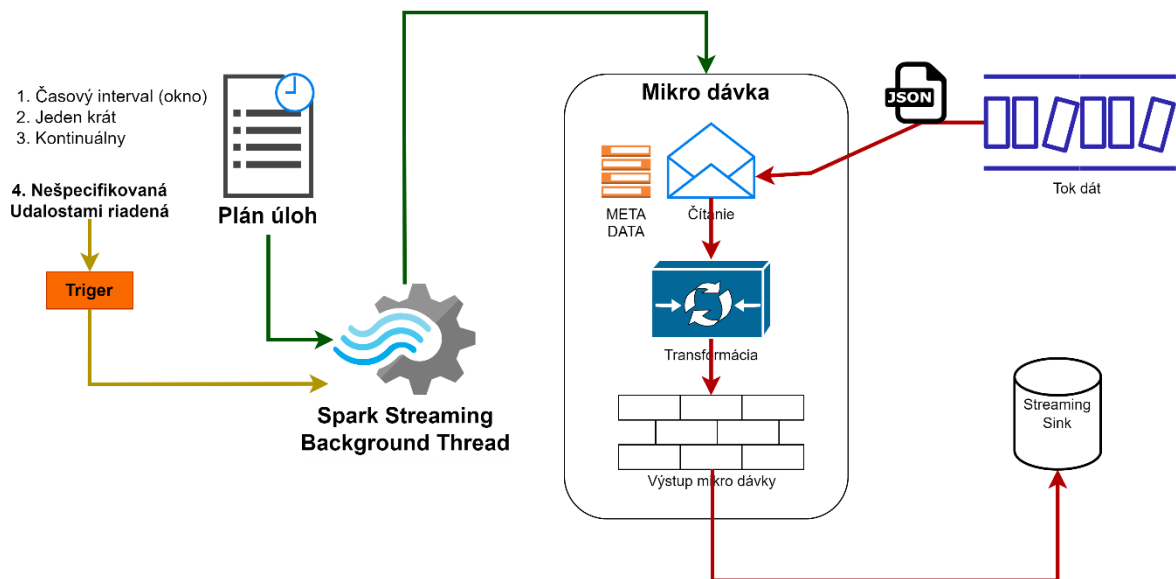 1. Časový interval (okno)
2. Jeden krát
3. Kontinuálny
4. Nešpecifikovaná
Udalostami riadená
Triger
Plán úloh
Spark Streaming
Background Thread
Mikro dávka
META
DATA
Čítanie
Transformácia
Výstup mikro dávky
JSON
Tok dát
Streaming
Sink